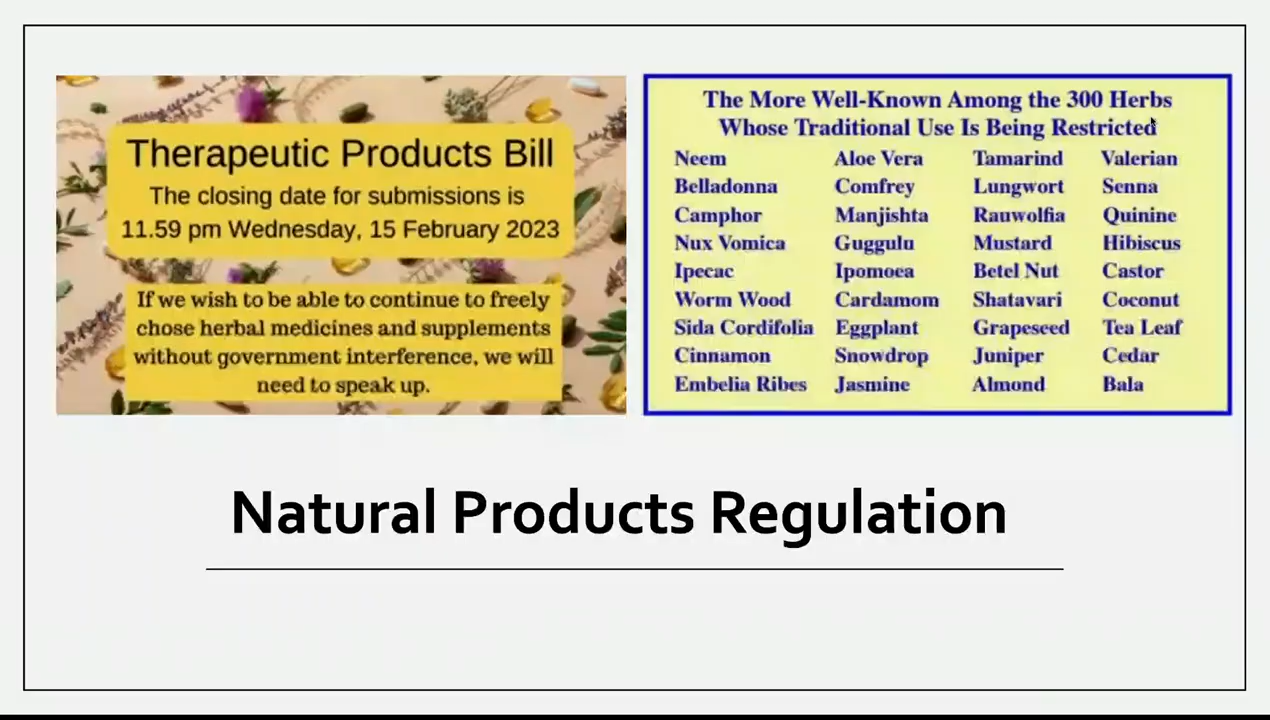 Therapeutic Products Bill
The closing date for submissions is
11.59 pm Wednesday, 15 February 2023
If we wish to be able to continue to freely
chose herbal medicines and supplements
without government interference, we will
need to speak up.
The More Well-Known Among the 300 Herbs
Whose Traditional Use Is Being Restricted
Neem Aloe Vera Tamarind Valerian
Belladonna Comfrey Lungwort Senna
Camphor Manjishta Rauwolfia Quinine
Nux Vomica Guggulu Mustard Hibiscus
Ipecac Ipomoea Betel Nut Castor
Worm Wood Cardamom Shatavari Coconut
Sida Cordifolia Eggplant Grapeseed Tea Leaf
Cinnamon Snowdrop Juniper Cedar
Embelia Ribes Jasmine Almond Bala
Natural Products Regulation